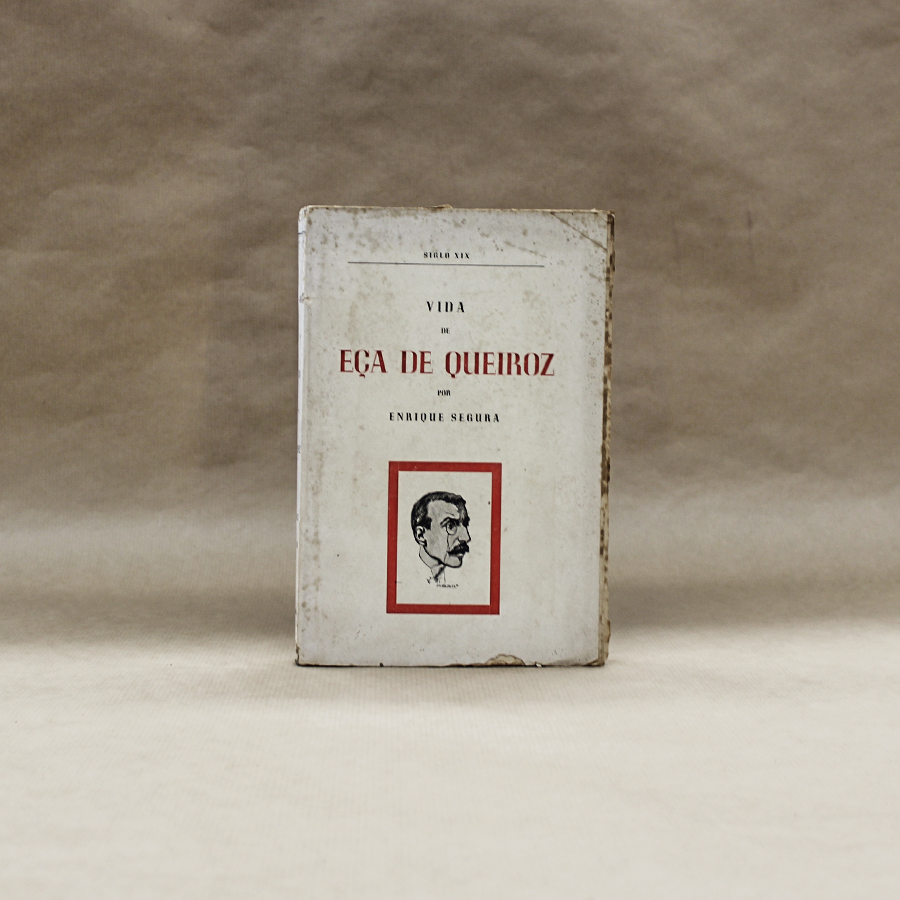 SIGLO XIX
VIDA
DE
EÇA DE QUEIROZ
POR
ENRIQUE SEGURA